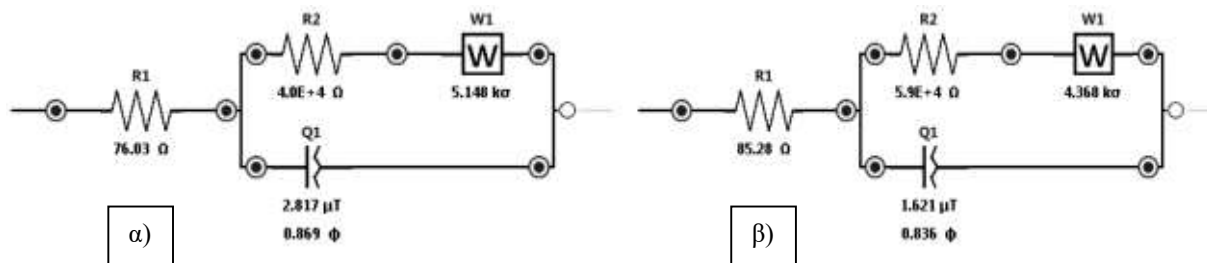 R2
W1
R1
4.0E+4 Ω
W
5.148 kσ
76.03 Ω
Q1
2.817 μT
0.869 ϕ
α)
R2
W1
R1
5.9E+4 Ω
W
4.368 kσ
85.28 Ω
Q1
1.621 μT
0.836 ϕ
β)